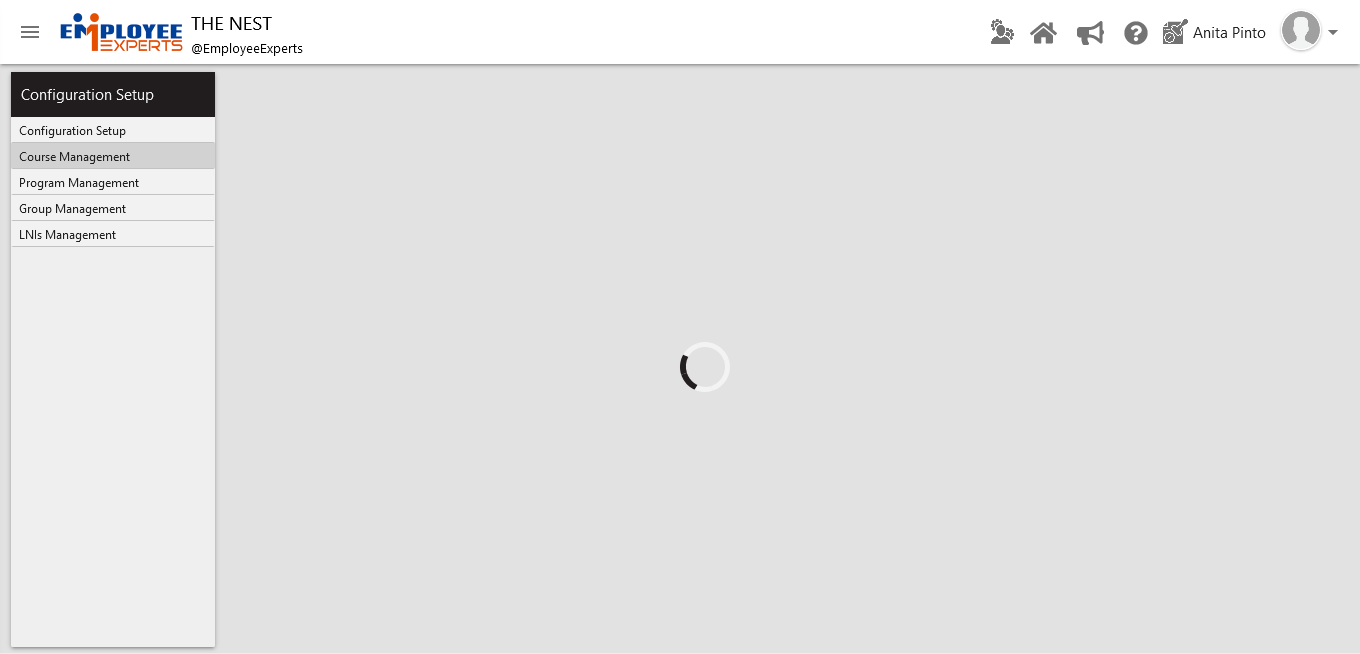 EMPLOYEE
EXPERTS
THE NEST
@EmployeeExperts
Anita Pinto
Configuration Setup
Configuration Setup
Course Management
Program Management
Group Management
LNIs Management